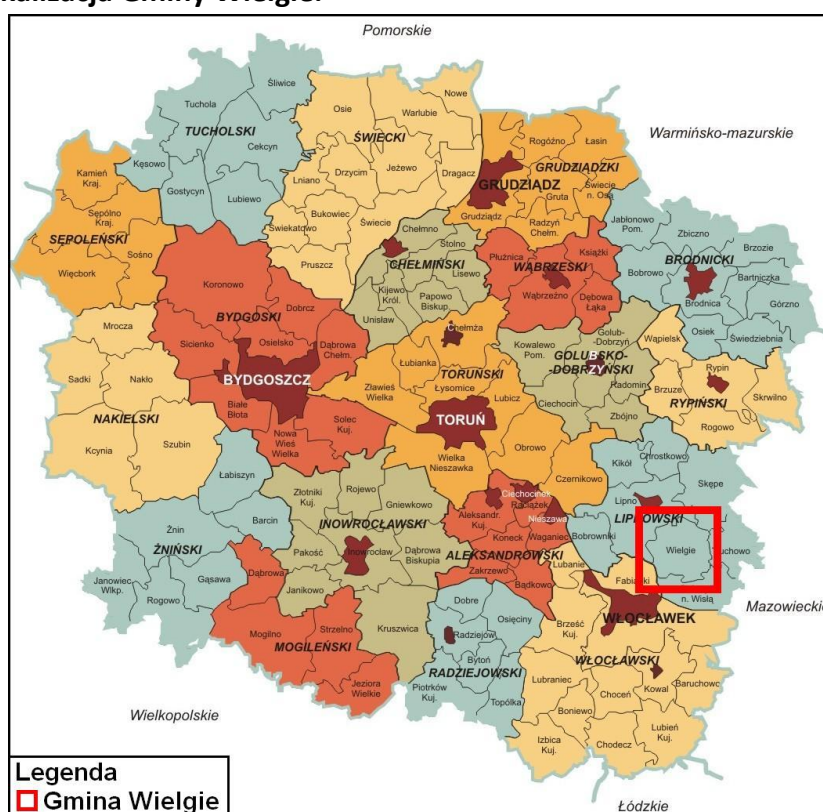 Pomorskie
Warmińsko-mazurskie
Śliwice
Tuchola
TUCHOLSKI
Cekcyn
Kęsowo
Gostycyn
Lubiewo
Osie
Nowe
Warlubie
ŚWIECKI
Lniano
Drzycim
Jeżewo
Dragacz
Bukowiec
Świekatowo
Świecie
Pruszcz
Rogóźno
Łasin
GRUDZIĄDZKI
GRUDZIĄDZ
Gruta
Świecie
n. Osą
Grudziądz
Radzyń
Chełm.
Kamień
Kraj.
Sępolno
Kraj.
SĘPOLEŃSKI
Sośno
Więcbork
Chełmno
Stolno
CHEŁMIŃSKI
Lisewo
Kijewo
Król.
Papowo
Biskup.
Unisław
Płużnica
Książki
WĄBRZESKI
Wąbrzeźno
Dębowa
Łąka
Jabłonowo
Pom.
Zbiczno
Brzozie
BRODNICKI
Bobrowo
Bartniczka
Brodnica
Górzno
Osiek
Świedziebnia
Koronowo
Dobrcz
BYDGOSKI
Sicienko
Osielsko
Dąbrowa
Chełm.
BYDGOSZCZ
Białe
Błota
Solec
Kuj.
Nowa
Wieś
Wielka
Mrocza
Sadki
Nakło
NAKIELSKI
Kcynia
Szubin
Chełmża
Łubianka
TORUŃSKI
Zławieś
Wielka
Łysomice
Lubicz
TORUŃ
Wielka
Nieszawka
Obrowo
Czernikowo
Golub-
Dobrzyń
Kowalewo
Pom.
GOLUBSKO-
-DOBRZYŃSKI
Radomin
Ciechocin
Zbójno
Wąpielsk
Rypin
Brzuze
Skrwilno
RYPIŃSKI
Rogowo
Łabiszyn
Żnin
Barcin
ŻNIŃSKI
Janowiec
Wlkp.
Gąsawa
Rogowo
Złotniki
Kuj.
Rojewo
Gniewkowo
INOWROCŁAWSKI
Pakość
Inowrocław
Dąbrowa
Biskupia
Janikowo
Kruszwica
Ciechocinek
Aleksandr.
Kuj.
Raciążek
Nieszawa
Koneck
Waganiec
ALEKSANDROWSKI
Zakrzewo
Bądkowo
Kikół
Chrostkowo
Skępe
Lipno
LIPNOWSKI
Bobrowniki
Wielgie
n. Wisłą
Mazowieckie
Dąbrowa
Mogilno
Strzelno
MOGILEŃSKI
Jeziora
Wielkie
Dobre
Osięciny
Radziejów
Bytoń
RADZIEJOWSKI
Piotrków
Kuj.
Topólka
Lubanie
WŁOCŁAWEK
Brześć
Kuj.
WŁOCŁAWSKI
Lubraniec
Choceń
Kowal
Boniewo
Izbica
Kuj.
Chodecz
Lubień
Kuj.
Wielkopolskie
Łódzkie
Legenda
Gmina Wielgie